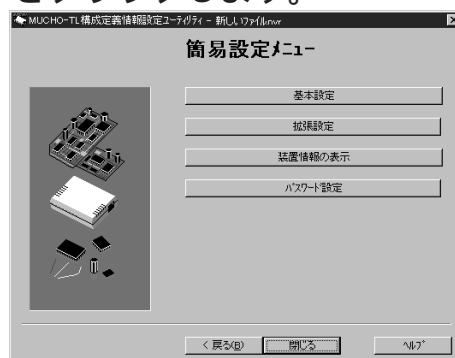 をクリックします。
MUCHO-TL構成定義情報設定ユーティリティ - 新しいファイル.nvr
簡易設定メニュー
基本設定
拡張設定
装置情報の表示
パスワード設定
< 戻る(B)
閉じる
ヘルプ